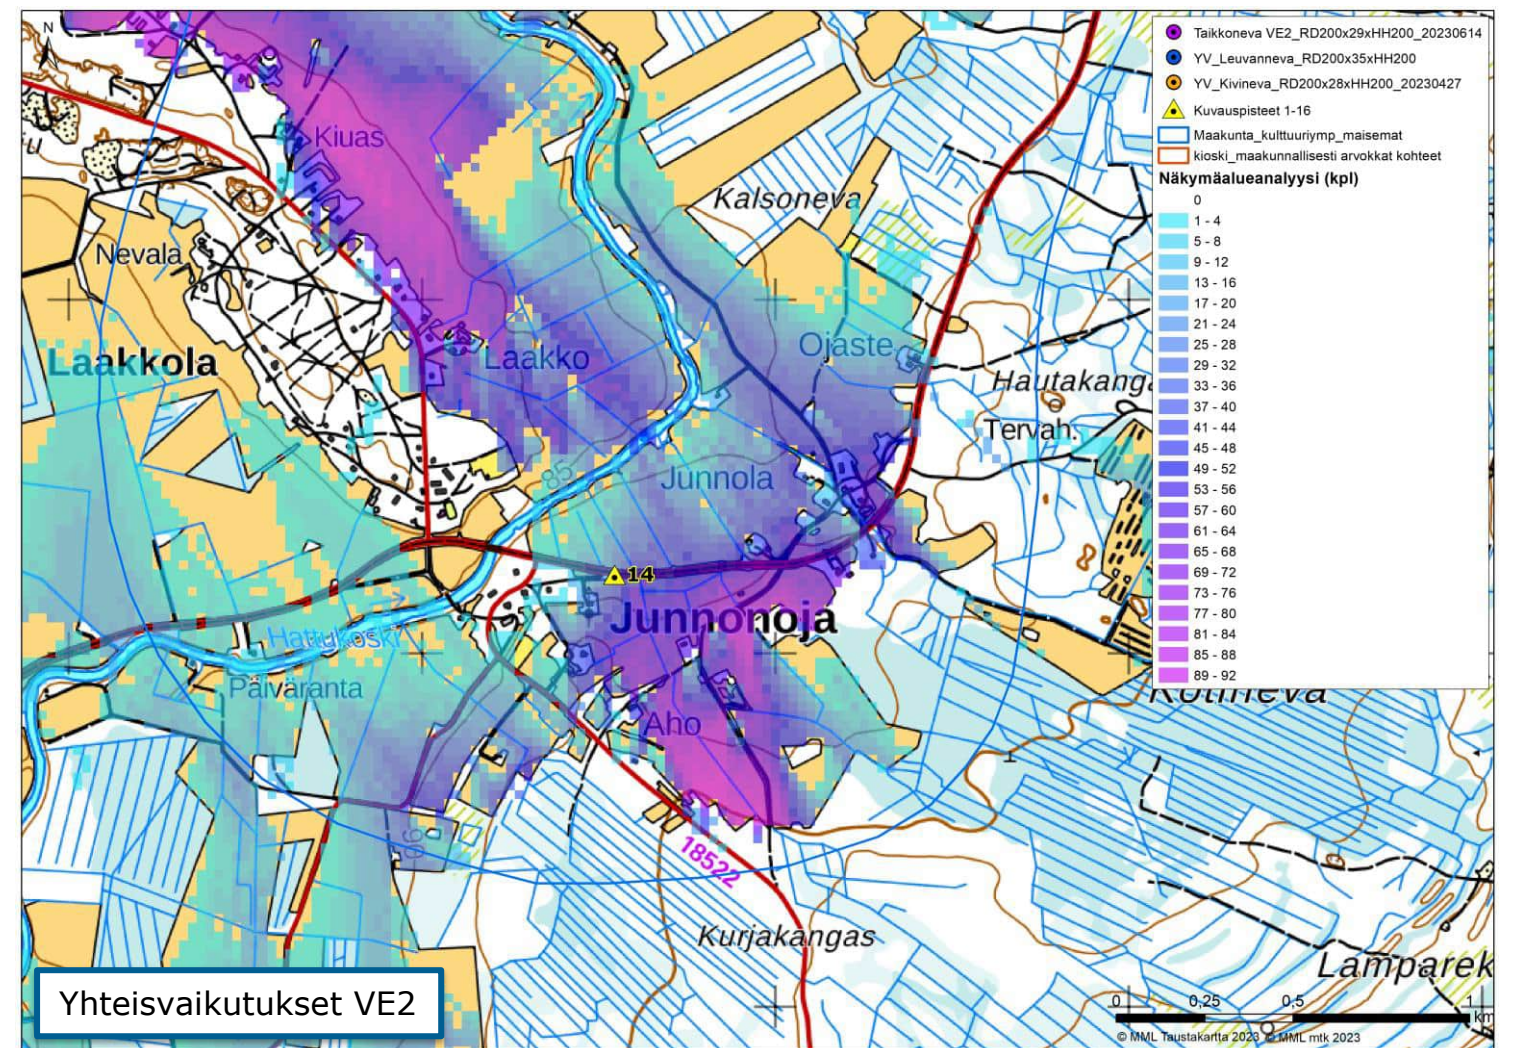 N
Kiuas
Kalsoneva
Nevala
Laakkola
Laakko
Ojaste
Hautakanga
Tervah.
85
Junnola
14
Junnonoja
Hattukoski
Päiväranta
Aho
Kotineva
90
18522
Kurjakangas
Lamparek
Taikkoneva VE2_RD200x29xHH200_20230614
YV_Leuvanneva_RD200x35xHH200
YV_Kivineva_RD200x28xHH200_20230427
Kuvauspisteet 1-16
Maakunta_kulttuuriymp_maisemat
kioski_maakunnallisesti arvokkat kohteet
Näkymäalueanalyysi (kpl)
0
1 - 4
5 - 8
9 - 12
13 - 16
17 - 20
21 - 24
25 - 28
29 - 32
33 - 36
37 - 40
41 - 44
45 - 48
49 - 52
53 - 56
57 - 60
61 - 64
65 - 68
69 - 72
73 - 76
77 - 80
81 - 84
85 - 88
89 - 92
Yhteisvaikutukset VE2
0 0,25 0,5 1
km
© MML Taustakartta 2023 © MML mtk 2023